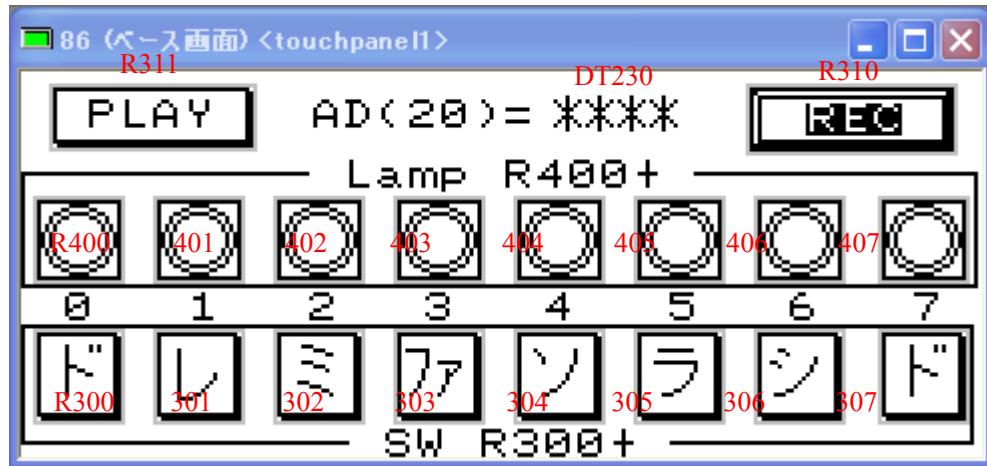 86 (ベース画面) <touchpanel1>
R311 DT230 R310
PLAY AD(20)= **** REC
Lamp R400+
R400 401 402 403 404 405 406 407
0 1 2 3 4 5 6 7
ド レ ミ ファ ソ ラ シ ド
R300 301 302 303 304 305 306 307
SW R300+